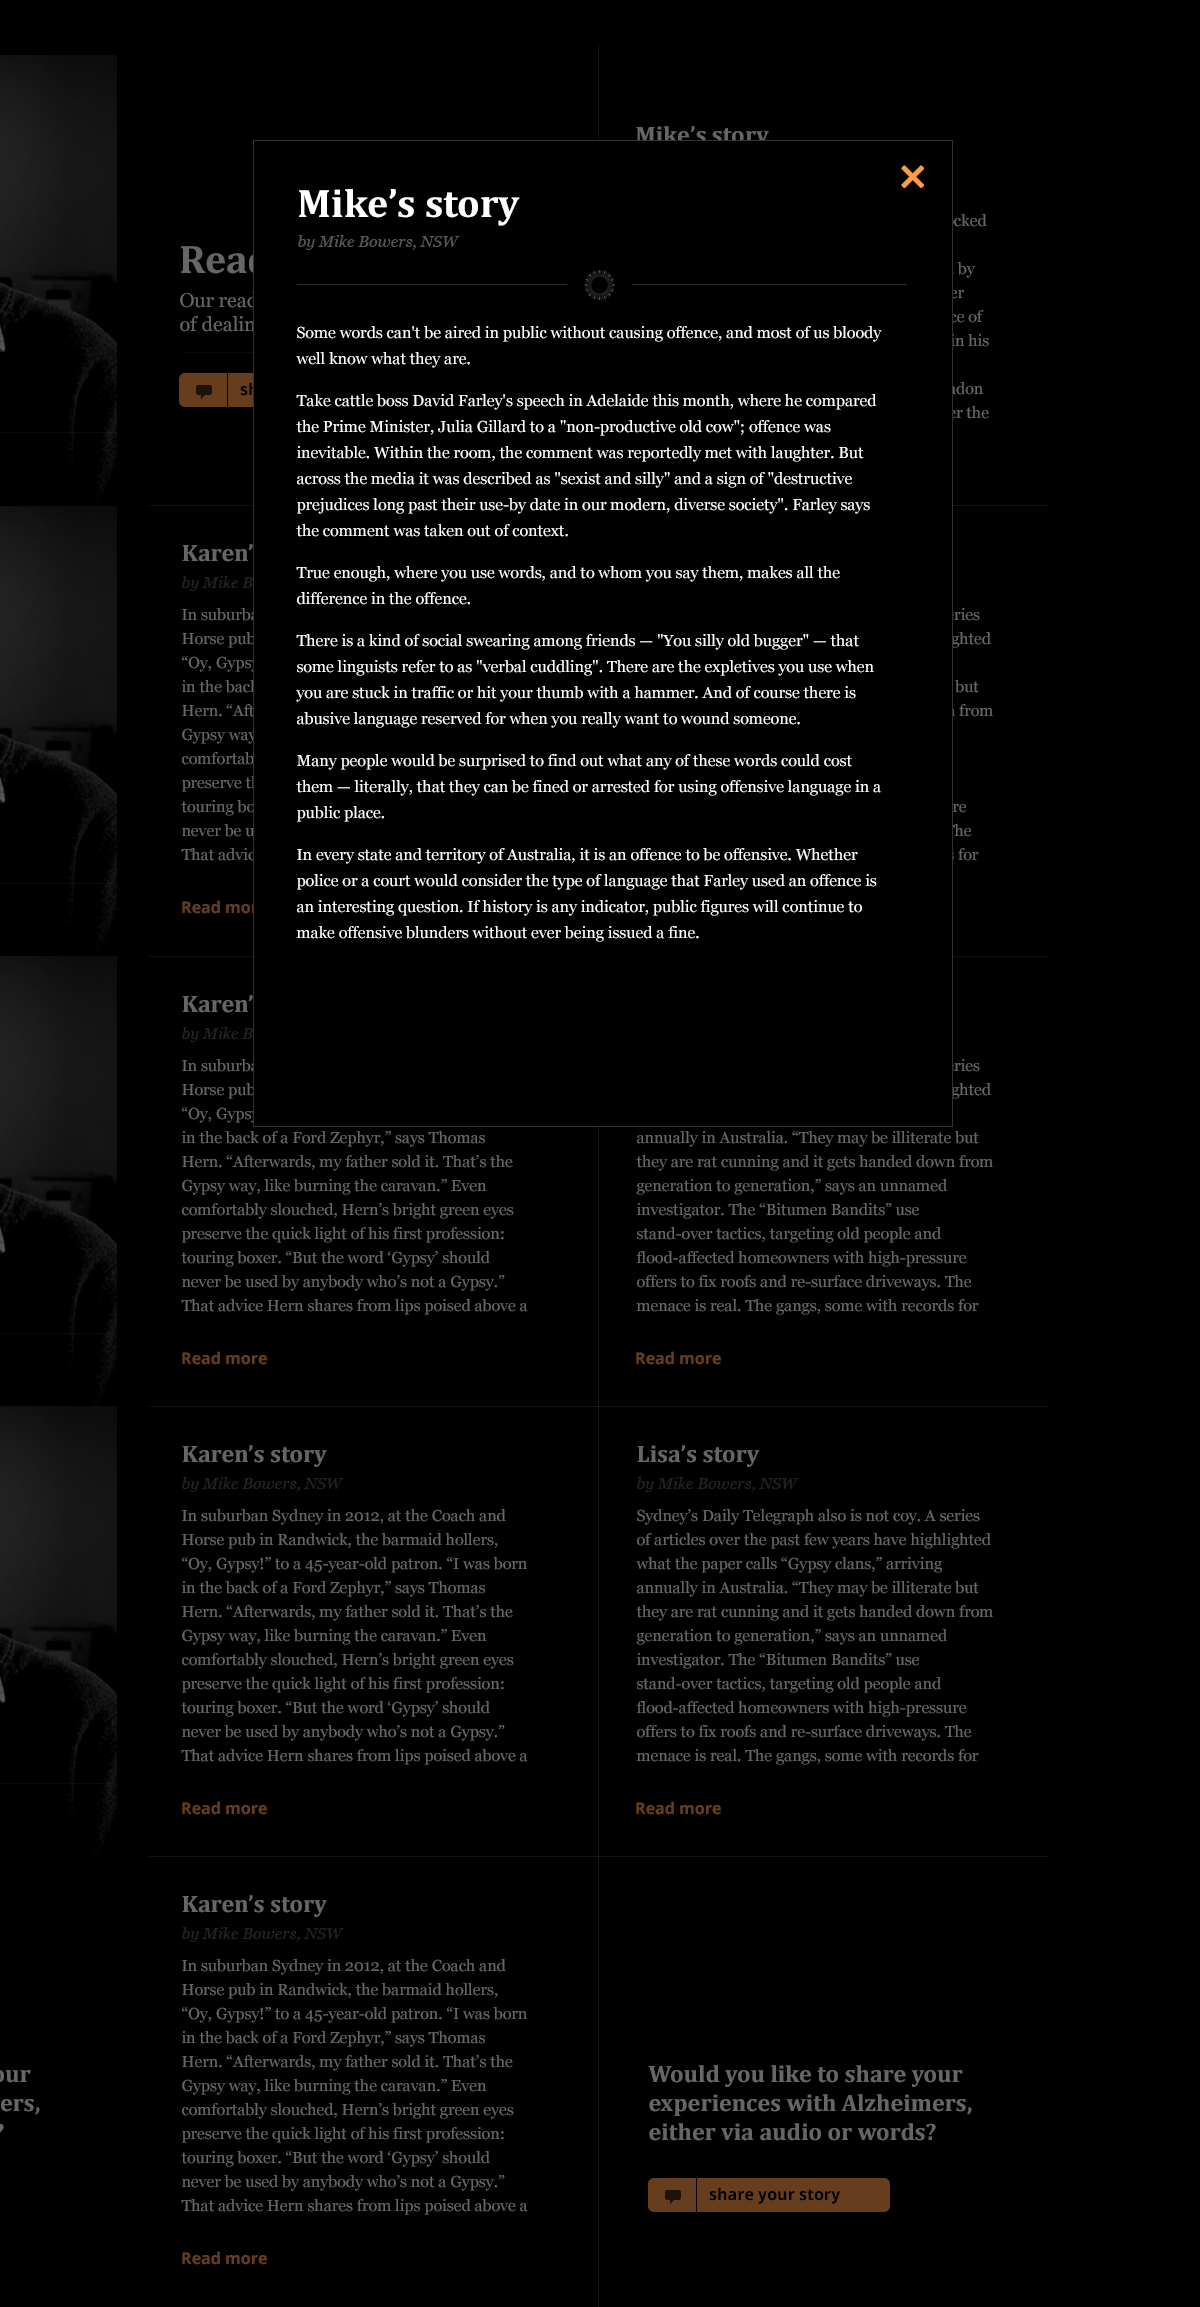 Mike’s story
Mike’s story
by Mike Bowers, NSW
Some words can't be aired in public without causing offence, and most of us bloody
well know what they are.
Take cattle boss David Farley's speech in Adelaide this month, where he compared
the Prime Minister, Julia Gillard to a "non-productive old cow"; offence was
inevitable. Within the room, the comment was reportedly met with laughter. But
across the media it was described as "sexist and silly" and a sign of "destructive
prejudices long past their use-by date in our modern, diverse society". Farley says
the comment was taken out of context.
True enough, where you use words, and to whom you say them, makes all the
difference in the offence.
There is a kind of social swearing among friends — "You silly old bugger" — that
some linguists refer to as "verbal cuddling". There are the expletives you use when
you are stuck in traffic or hit your thumb with a hammer. And of course there is
abusive language reserved for when you really want to wound someone.
Many people would be surprised to find out what any of these words could cost
them — literally, that they can be fined or arrested for using offensive language in a
public place.
In every state and territory of Australia, it is an offence to be offensive. Whether
police or a court would consider the type of language that Farley used an offence is
an interesting question. If history is any indicator, public figures will continue to
make offensive blunders without ever being issued a fine.
Our
of
by
of
in his
the
Karen’
by Mike B
In
Horse pub
“Oy,
in the
Hern.
Gypsy way
never be
That
Read
but
from
for
Karen’
by Mike B
In
Horse pub
“Oy,
in the back of a Ford Zephyr,” says Thomas
Hern. “Afterwards, my father sold it. That’s the
Gypsy way, like burning the caravan.” Even
comfortably slouched, Hern’s bright green eyes
preserve the quick light of his first profession:
touring boxer. “But the word ‘Gypsy’ should
never be used by anybody who’s not a Gypsy.”
That advice Hern shares from lips poised above a
Read more
annually in Australia. “They may be illiterate but
they are rat cunning and it gets handed down from
generation to generation,” says an unnamed
investigator. The “Bitumen Bandits” use
stand-over tactics, targeting old people and
flood-affected homeowners with high-pressure
offers to fix roofs and re-surface driveways. The
menace is real. The gangs, some with records for
Read more
Karen’s story
by Mike Bowers, NSW
In suburban Sydney in 2012, at the Coach and
Horse pub in Randwick, the barmaid hollers,
“Oy, Gypsy!” to a 45-year-old patron. “I was born
in the back of a Ford Zephyr,” says Thomas
Hern. “Afterwards, my father sold it. That’s the
Gypsy way, like burning the caravan.” Even
comfortably slouched, Hern’s bright green eyes
preserve the quick light of his first profession:
touring boxer. “But the word ‘Gypsy’ should
never be used by anybody who’s not a Gypsy.”
That advice Hern shares from lips poised above a
Read more
Lisa’s story
by Mike Bowers, NSW
Sydney’s Daily Telegraph also is not coy. A series
of articles over the past few years have highlighted
what the paper calls “Gypsy clans,” arriving
annually in Australia. “They may be illiterate but
they are rat cunning and it gets handed down from
generation to generation,” says an unnamed
investigator. The “Bitumen Bandits” use
stand-over tactics, targeting old people and
flood-affected homeowners with high-pressure
offers to fix roofs and re-surface driveways. The
menace is real. The gangs, some with records for
Read more
Karen’s story
by Mike Bowers, NSW
In suburban Sydney in 2012, at the Coach and
Horse pub in Randwick, the barmaid hollers,
“Oy, Gypsy!” to a 45-year-old patron. “I was born
in the back of a Ford Zephyr,” says Thomas
Hern. “Afterwards, my father sold it. That’s the
Gypsy way, like burning the caravan.” Even
comfortably slouched, Hern’s bright green eyes
preserve the quick light of his first profession:
touring boxer. “But the word ‘Gypsy’ should
never be used by anybody who’s not a Gypsy.”
That advice Hern shares from lips poised above a
Read more
Would you like to share your
experiences with Alzheimers,
either via audio or words?
share your story